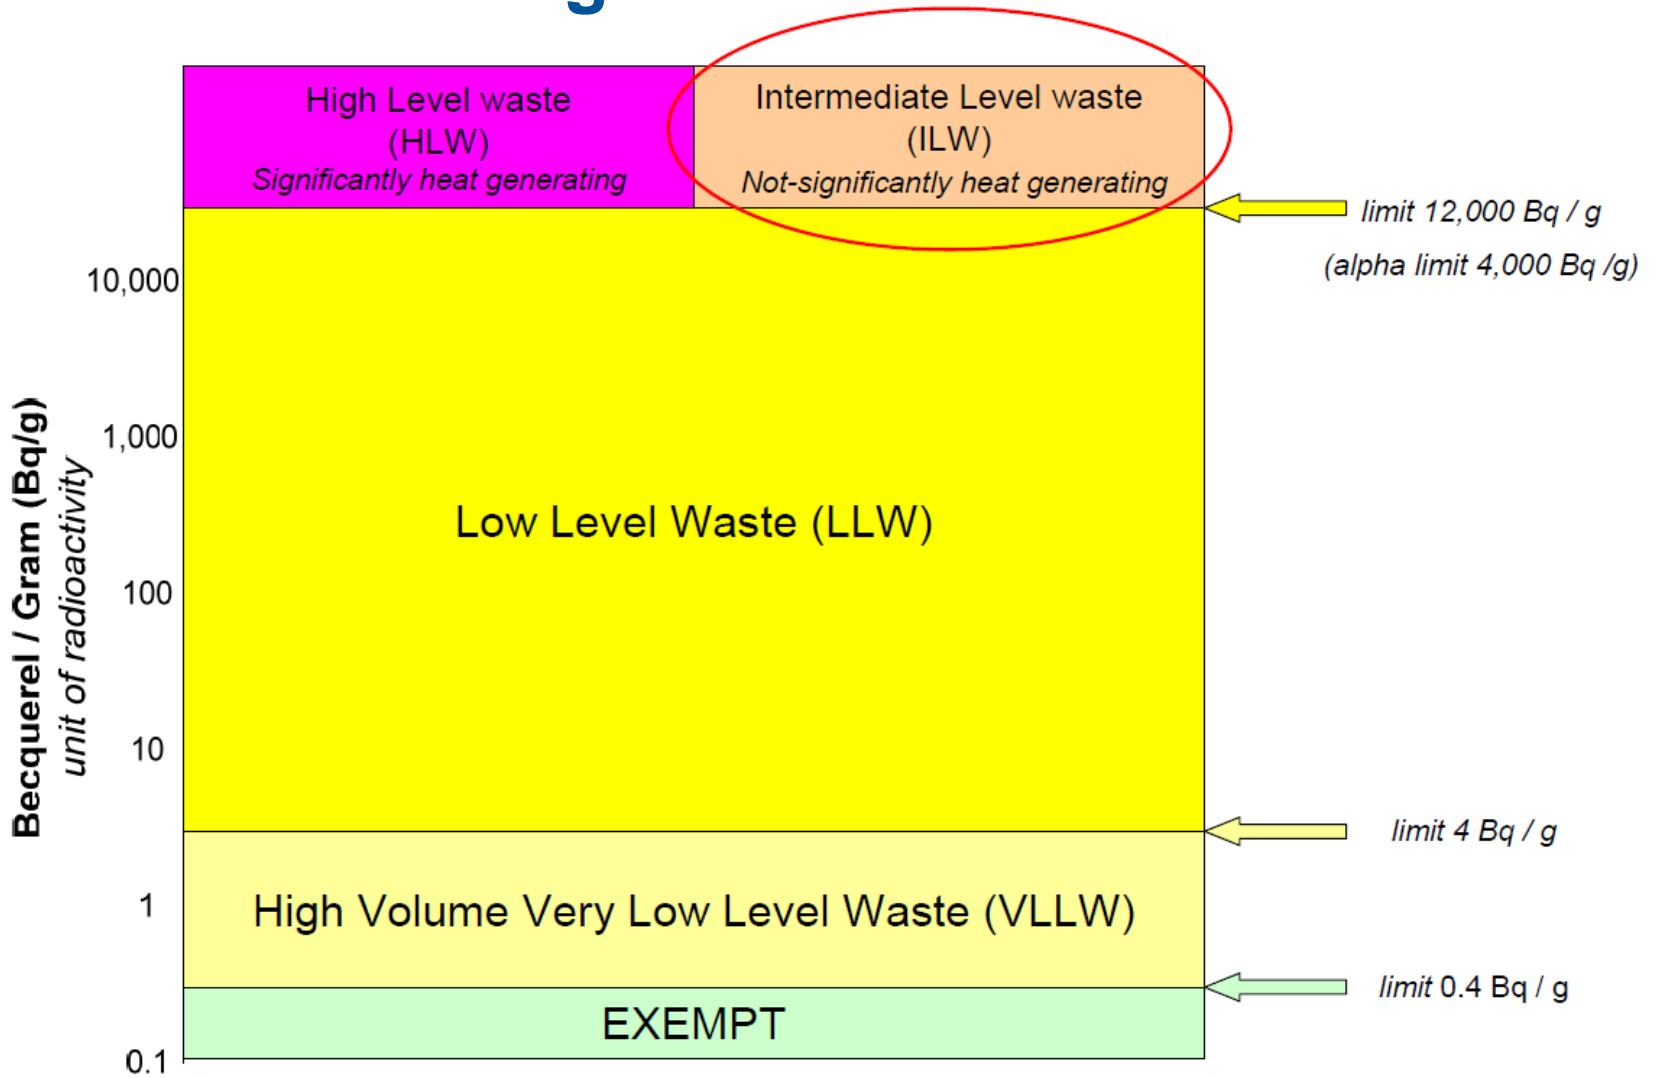 High Level waste
(HLW)
Significantly heat generating
Intermediate Level waste
(ILW)
Not-significantly heat generating
limit 12,000 Bq / g
(alpha limit 4,000 Bq /g)
10,000
1,000
100
10
1
0.1
Becquerel / Gram (Bq/g)
unit of radioactivity
Low Level Waste (LLW)
limit 4 Bq / g
High Volume Very Low Level Waste (VLLW)
limit 0.4 Bq / g
EXEMPT